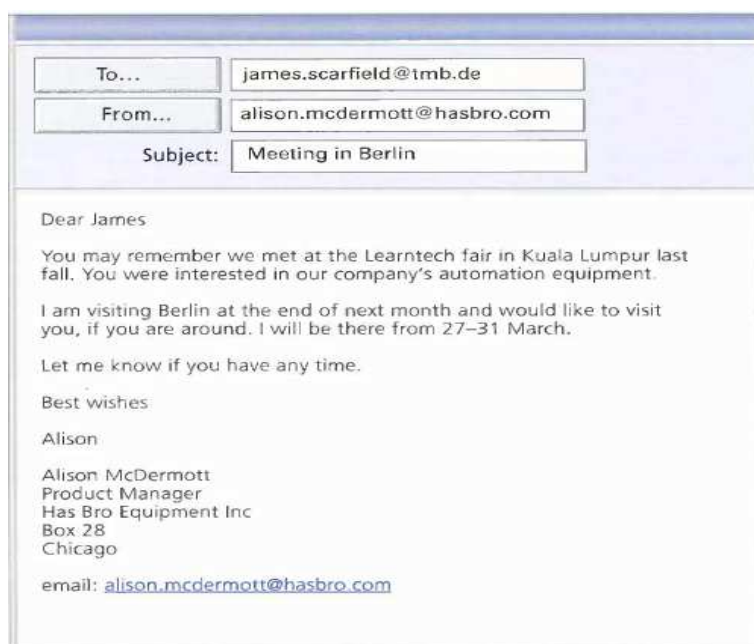 To...
james.scarfield@tmb.de
From...
alison.mcdermott@hasbro.com
Subject:
Meeting in Berlin
Dear James
You may remember we met at the Learntech fair in Kuala Lumpur last
fall. You were interested in our company's automation equipment.
I am visiting Berlin at the end of next month and would like to visit
you, if you are around. I will be there from 27–31 March.
Let me know if you have any time.
Best wishes
Alison
Alison McDermott
Product Manager
Has Bro Equipment Inc
Box 28
Chicago
email: alison.mcdermott@hasbro.com